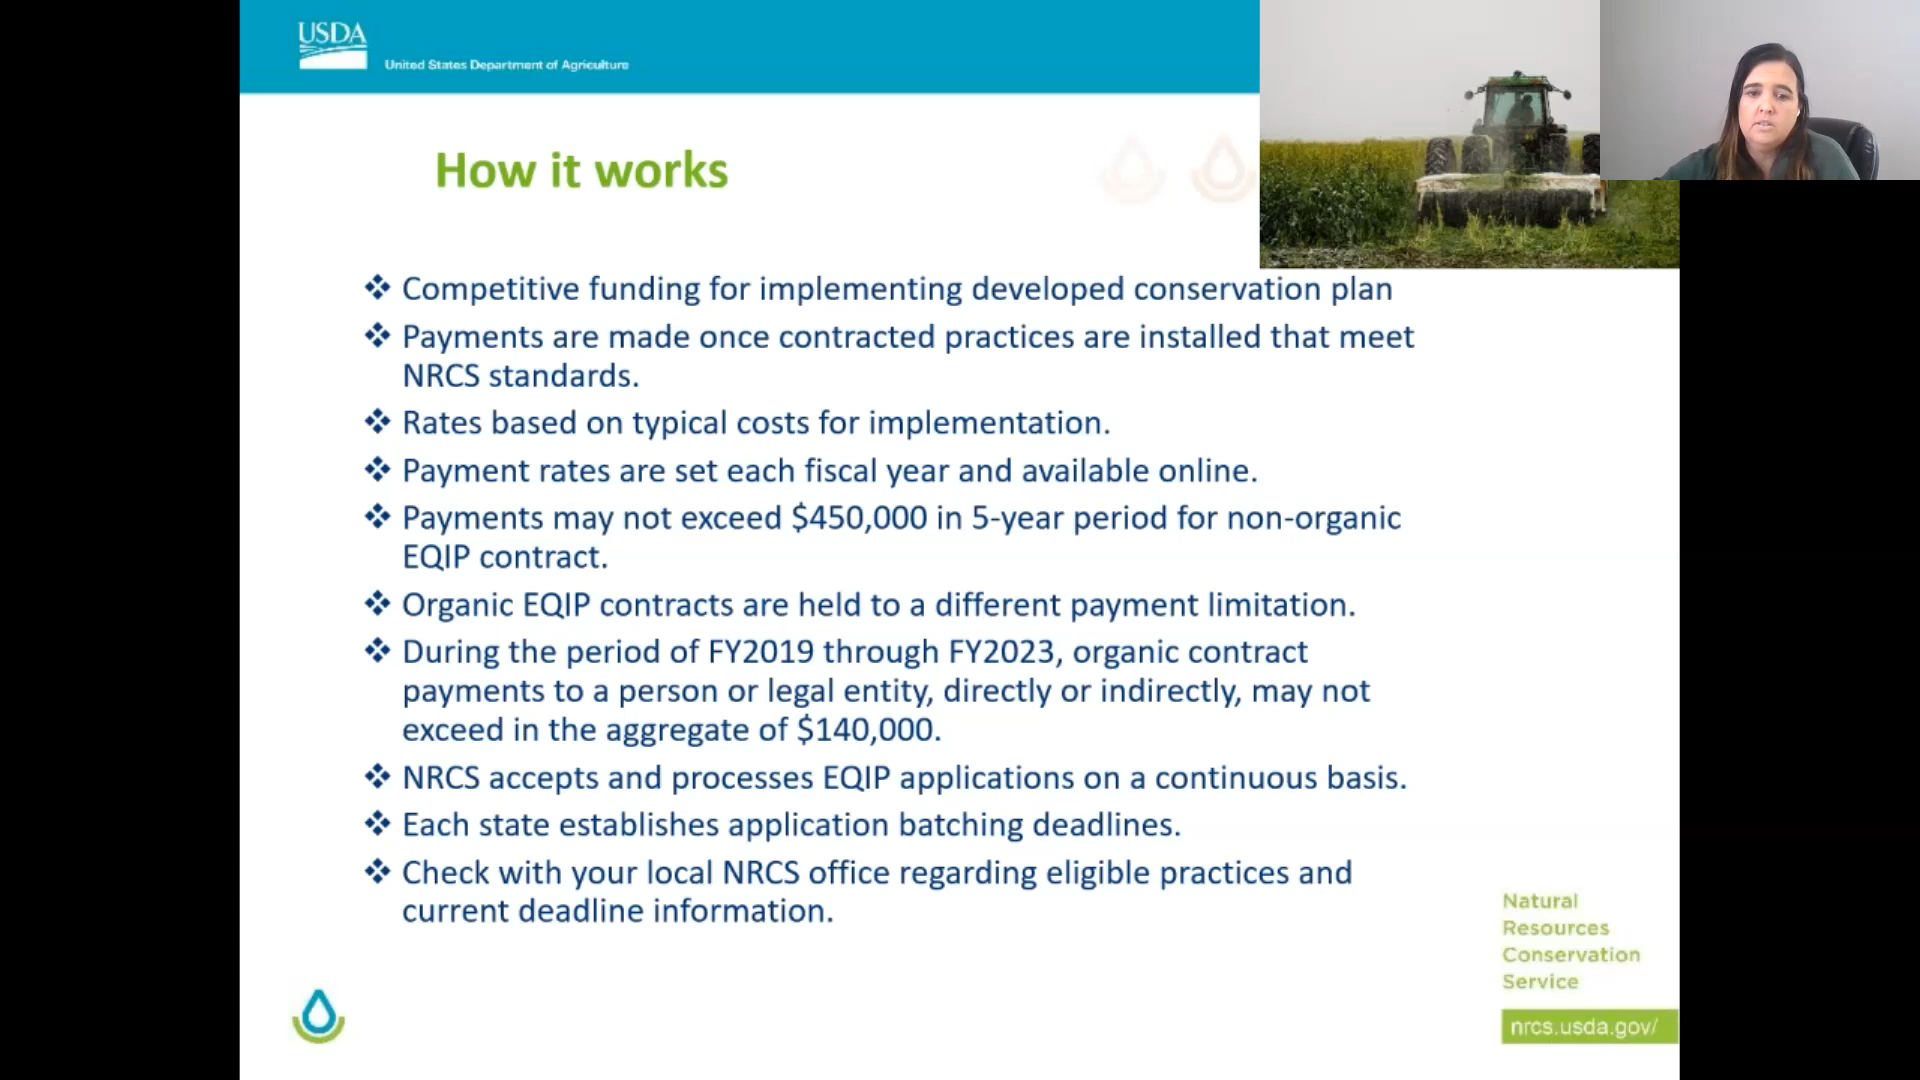 USDA
United States Department of Agriculture
How it works
❖ Competitive funding for implementing developed conservation plan
❖ Payments are made once contracted practices are installed that meet
NRCS standards.
❖ Rates based on typical costs for implementation.
❖ Payment rates are set each fiscal year and available online.
❖ Payments may not exceed $450,000 in 5-year period for non-organic
EQIP contract.
❖ Organic EQIP contracts are held to a different payment limitation.
❖ During the period of FY2019 through FY2023, organic contract
payments to a person or legal entity, directly or indirectly, may not
exceed in the aggregate of $140,000.
❖ NRCS accepts and processes EQIP applications on a continuous basis.
❖ Each state establishes application batching deadlines.
❖ Check with your local NRCS office regarding eligible practices and
current deadline information.
Natural
Resources
Conservation
Service
nrcs.usda.gov/